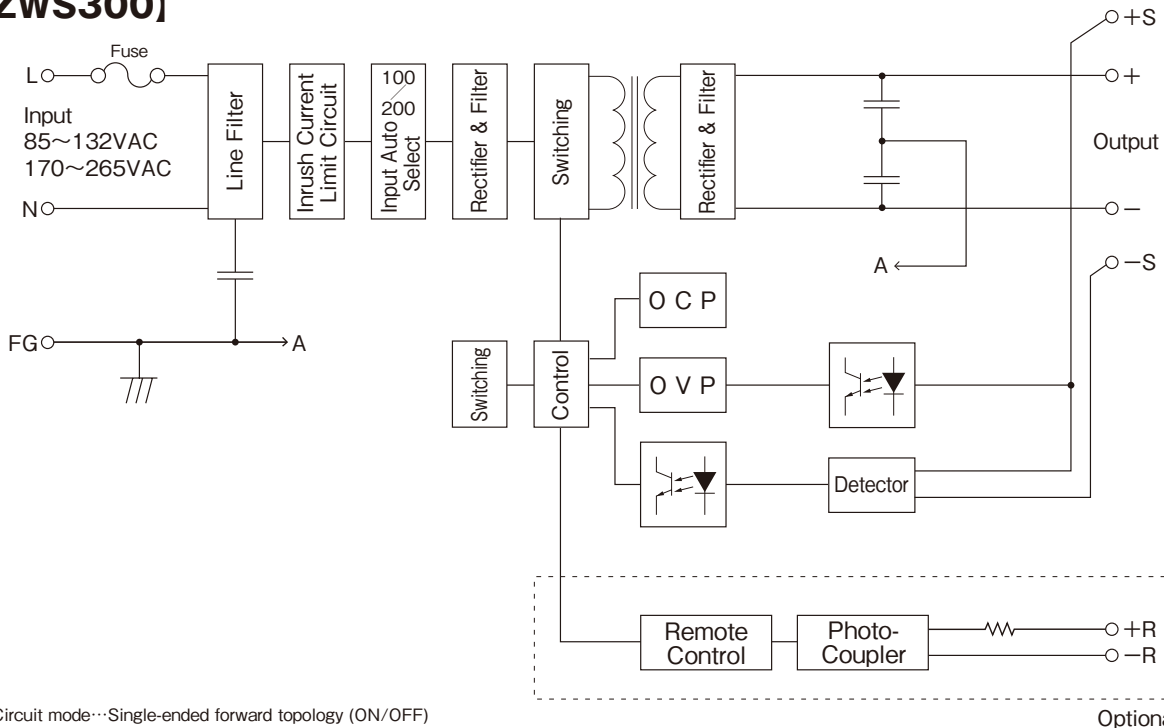 ZWS300】
Fuse
L
Input
85～132VAC
170～265VAC
N
FG
Line Filter
Inrush Current
Limit Circuit
100
200
Input Auto
Select
Rectifier & Filter
Switching
Rectifier & Filter
+S
+
Output
−
−S
A
A
O C P
O V P
Switching
Control
Detector
Remote
Control
Photo-
Coupler
+R
−R
Circuit mode…Single-ended forward topology (ON/OFF)